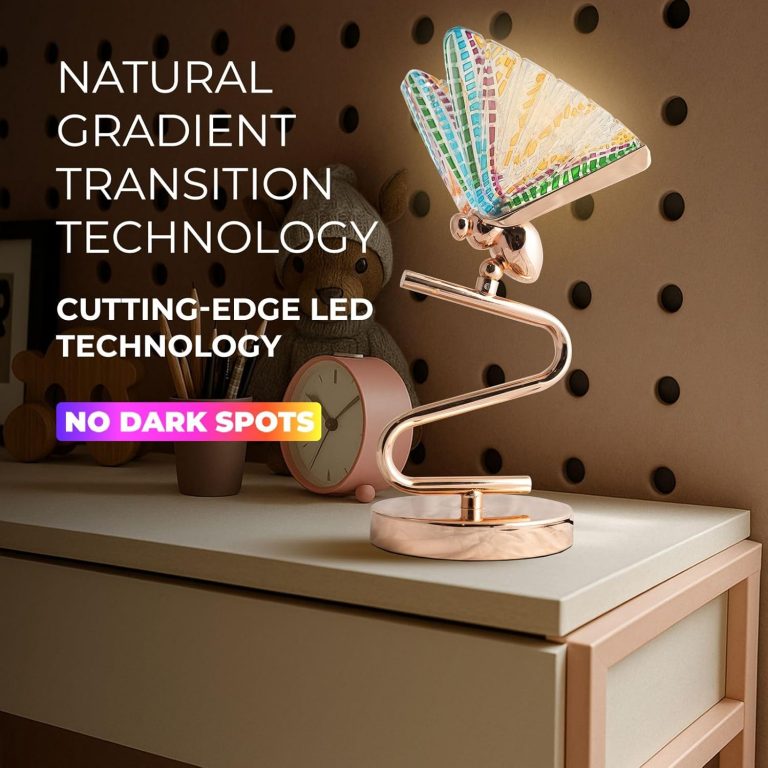 NATURAL
GRADIENT
TRANSITION
TECHNOLOGY
CUTTING-EDGE LED
TECHNOLOGY
NO DARK SPOTS